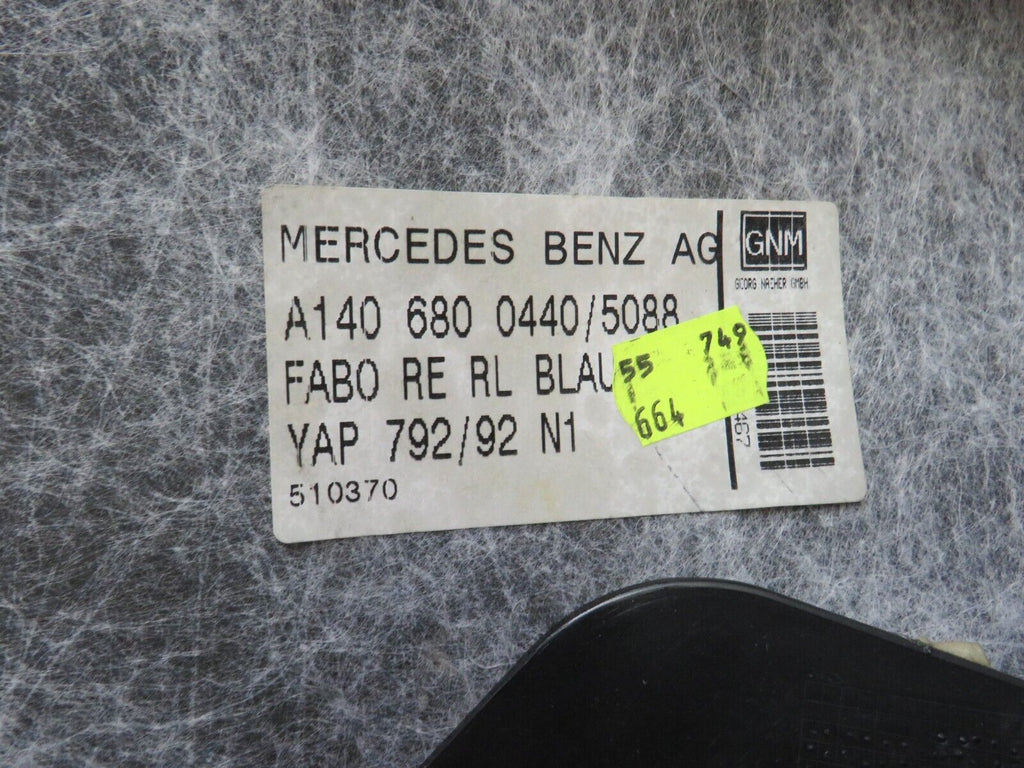 MERCEDES BENZ AG
A140 680 0440/5088
FABO RE RL BLAU
YAP 792/92 N1
510370
GNM
GEORG NAEHER GMBH
467
55 749
664